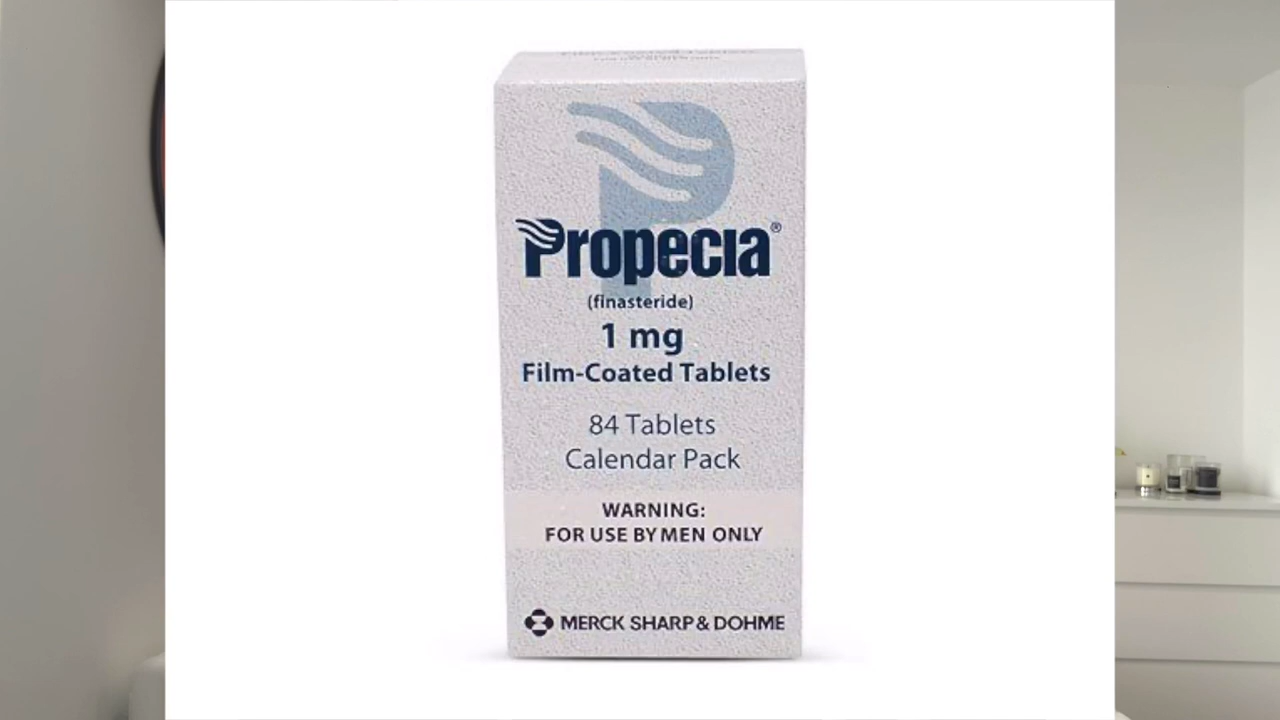 Propecia®
(finasteride)
1 mg
Film-Coated Tablets
84 Tablets
Calendar Pack
WARNING:
FOR USE BY MEN ONLY
MERCK SHARP & DOHME